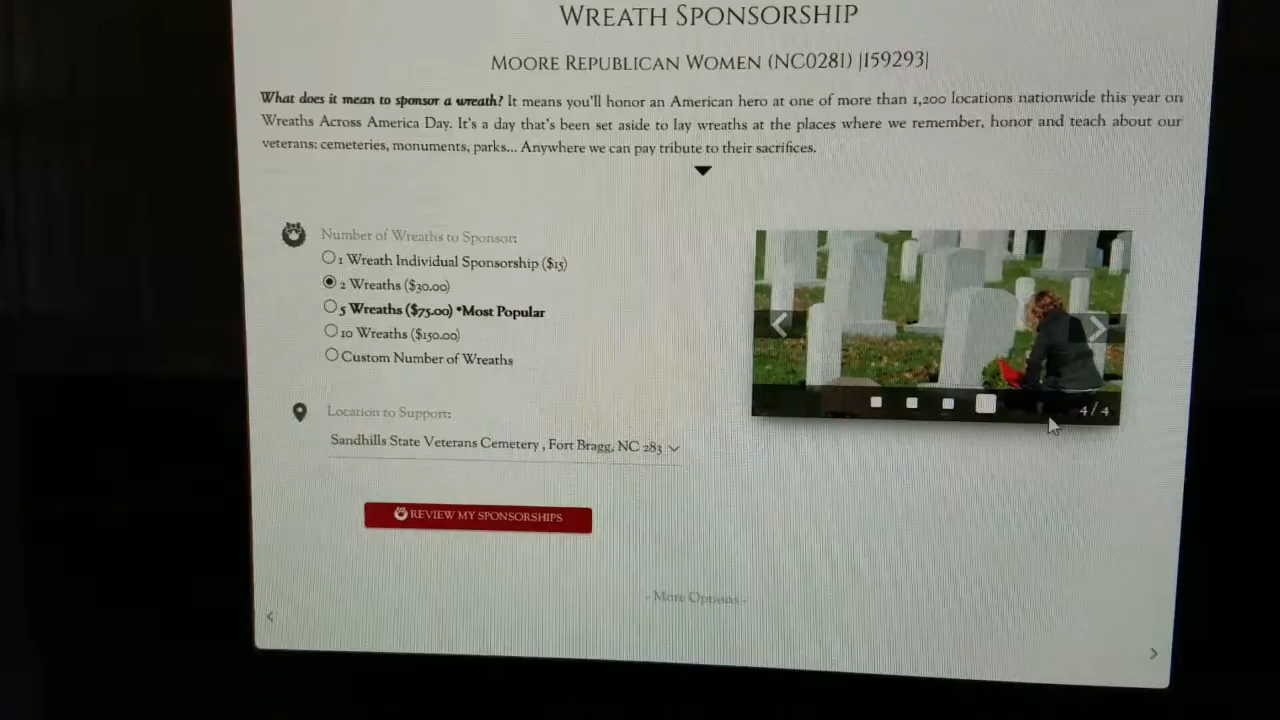 WREATH SPONSORSHIP
MOORE REPUBLICAN WOMEN (NC0281) |159293|
What does it mean to sponsor a wreath? It means you'll honor an American hero at one of more than 1,200 locations nationwide this year on
Wreaths Across America Day. It's a day that's been set aside to lay wreaths at the places where we remember, honor and teach about our
veterans: cemeteries, monuments, parks... Anywhere we can pay tribute to their sacrifices.
Number of Wreaths to Sponsor:
1 Wreath Individual Sponsorship ($15)
2 Wreaths ($30.00)
5 Wreaths ($75.00) *Most Popular
10 Wreaths ($150.00)
Custom Number of Wreaths
4 / 4
Location to Support:
Sandhills State Veterans Cemetery , Fort Bragg, NC 283
REVIEW MY SPONSORSHIPS
- More Options -